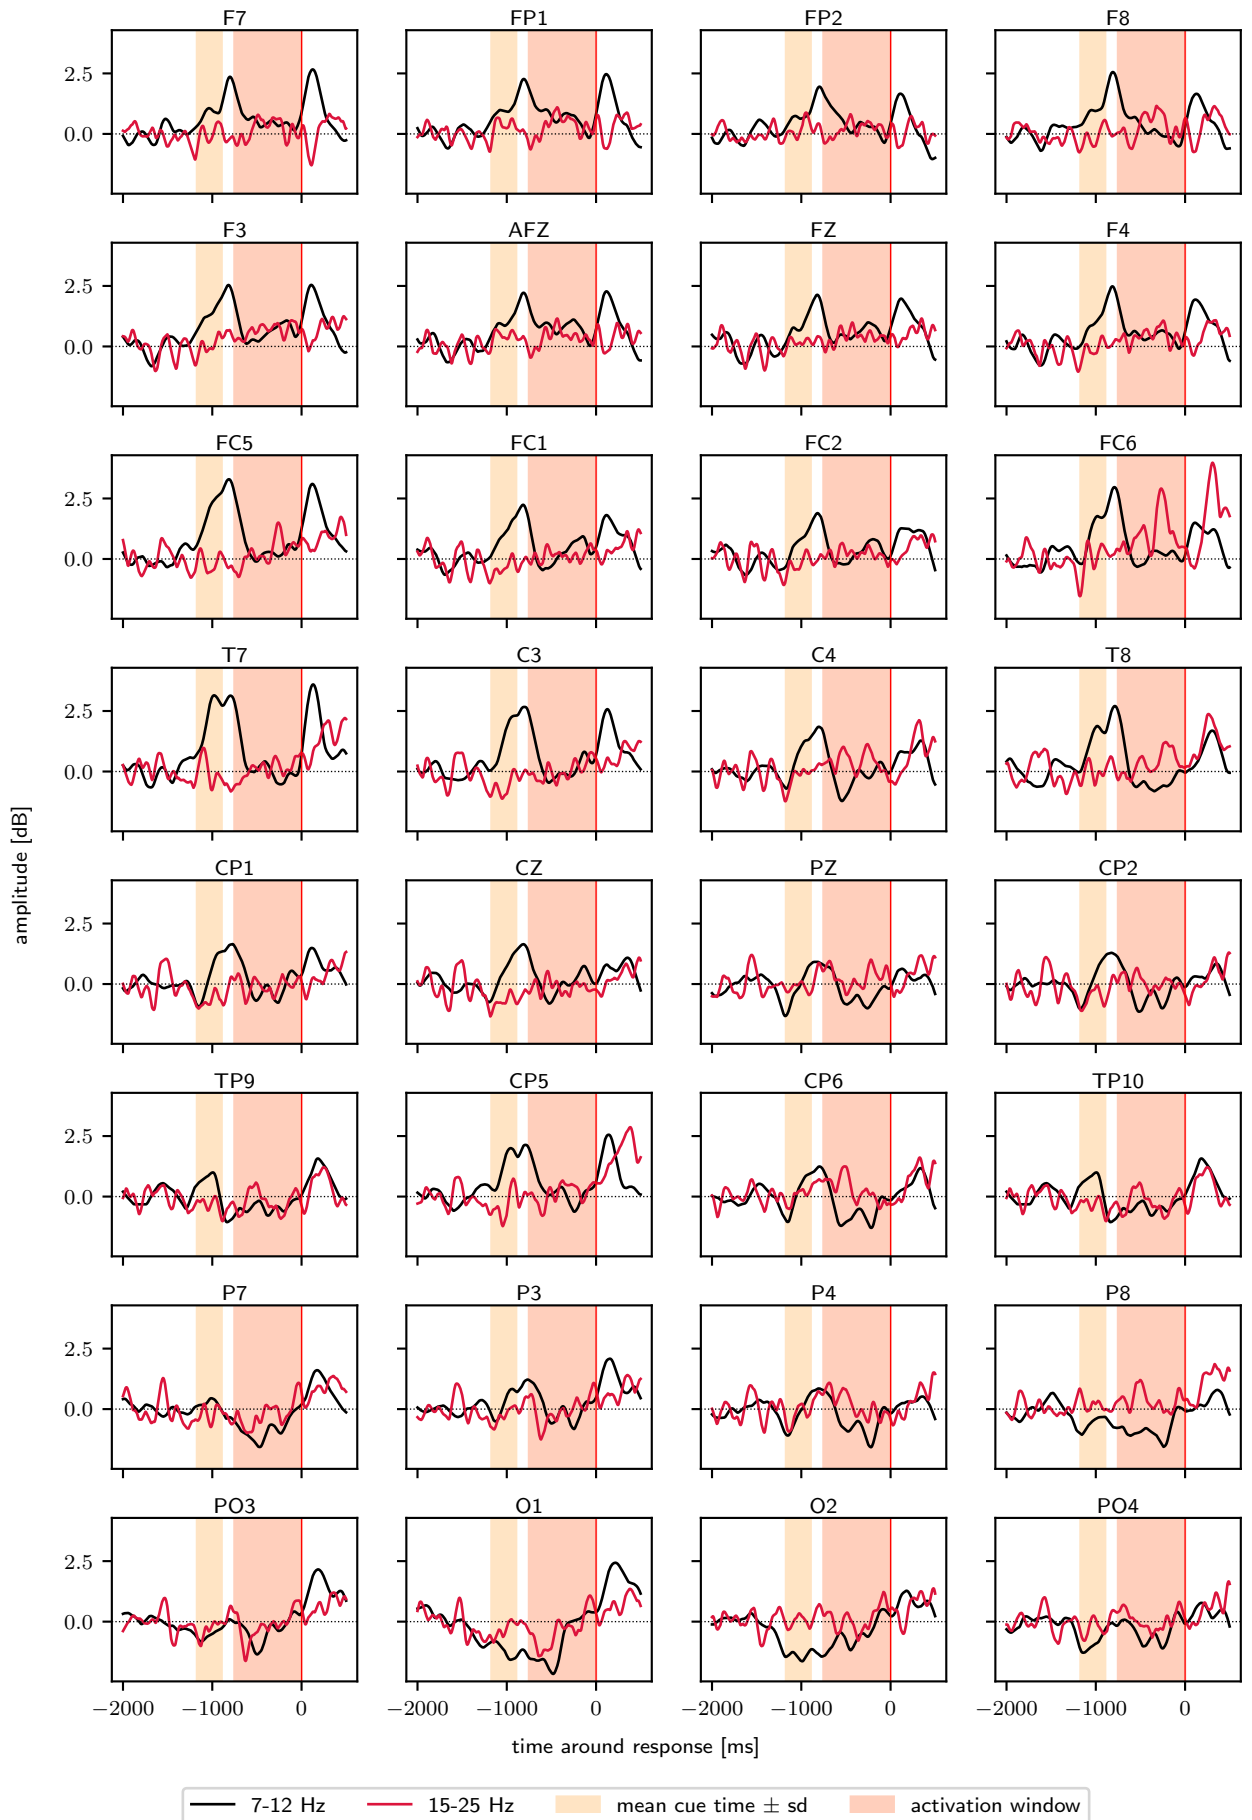 F7 FP1 FP2 F8
2.5
0.0
F3 AFZ FZ F4
2.5
0.0
FC5 FC1 FC2 FC6
2.5
0.0
T7 C3 C4 T8
2.5
0.0
amplitude [dB]
CP1 CZ PZ CP2
2.5
0.0
TP9 CP5 CP6 TP10
2.5
0.0
P7 P3 P4 P8
2.5
0.0
PO3 O1 O2 PO4
2.5
0.0
−2000 −1000 0 −2000 −1000 0 −2000 −1000 0 −2000 −1000 0
time around response [ms]
7-12 Hz 15-25 Hz mean cue time ± sd activation window